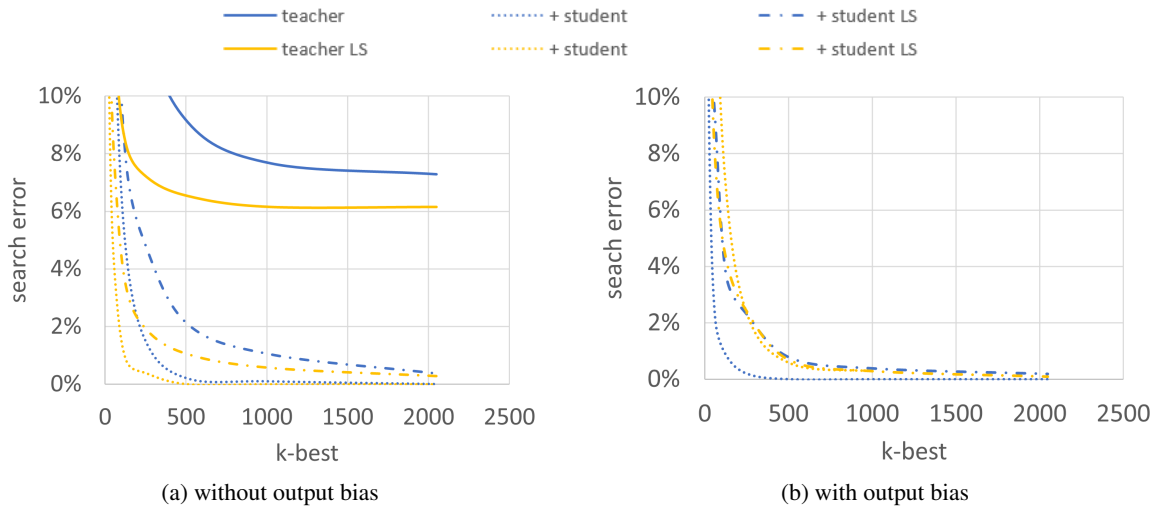 teacher + student + student LS
teacher LS + student + student LS
10%
8%
6%
4%
2%
0%
0 500 1000 1500 2000 2500
search error
k-best
(a) without output bias
10%
8%
6%
4%
2%
0%
0 500 1000 1500 2000 2500
seach error
k-best
(b) with output bias